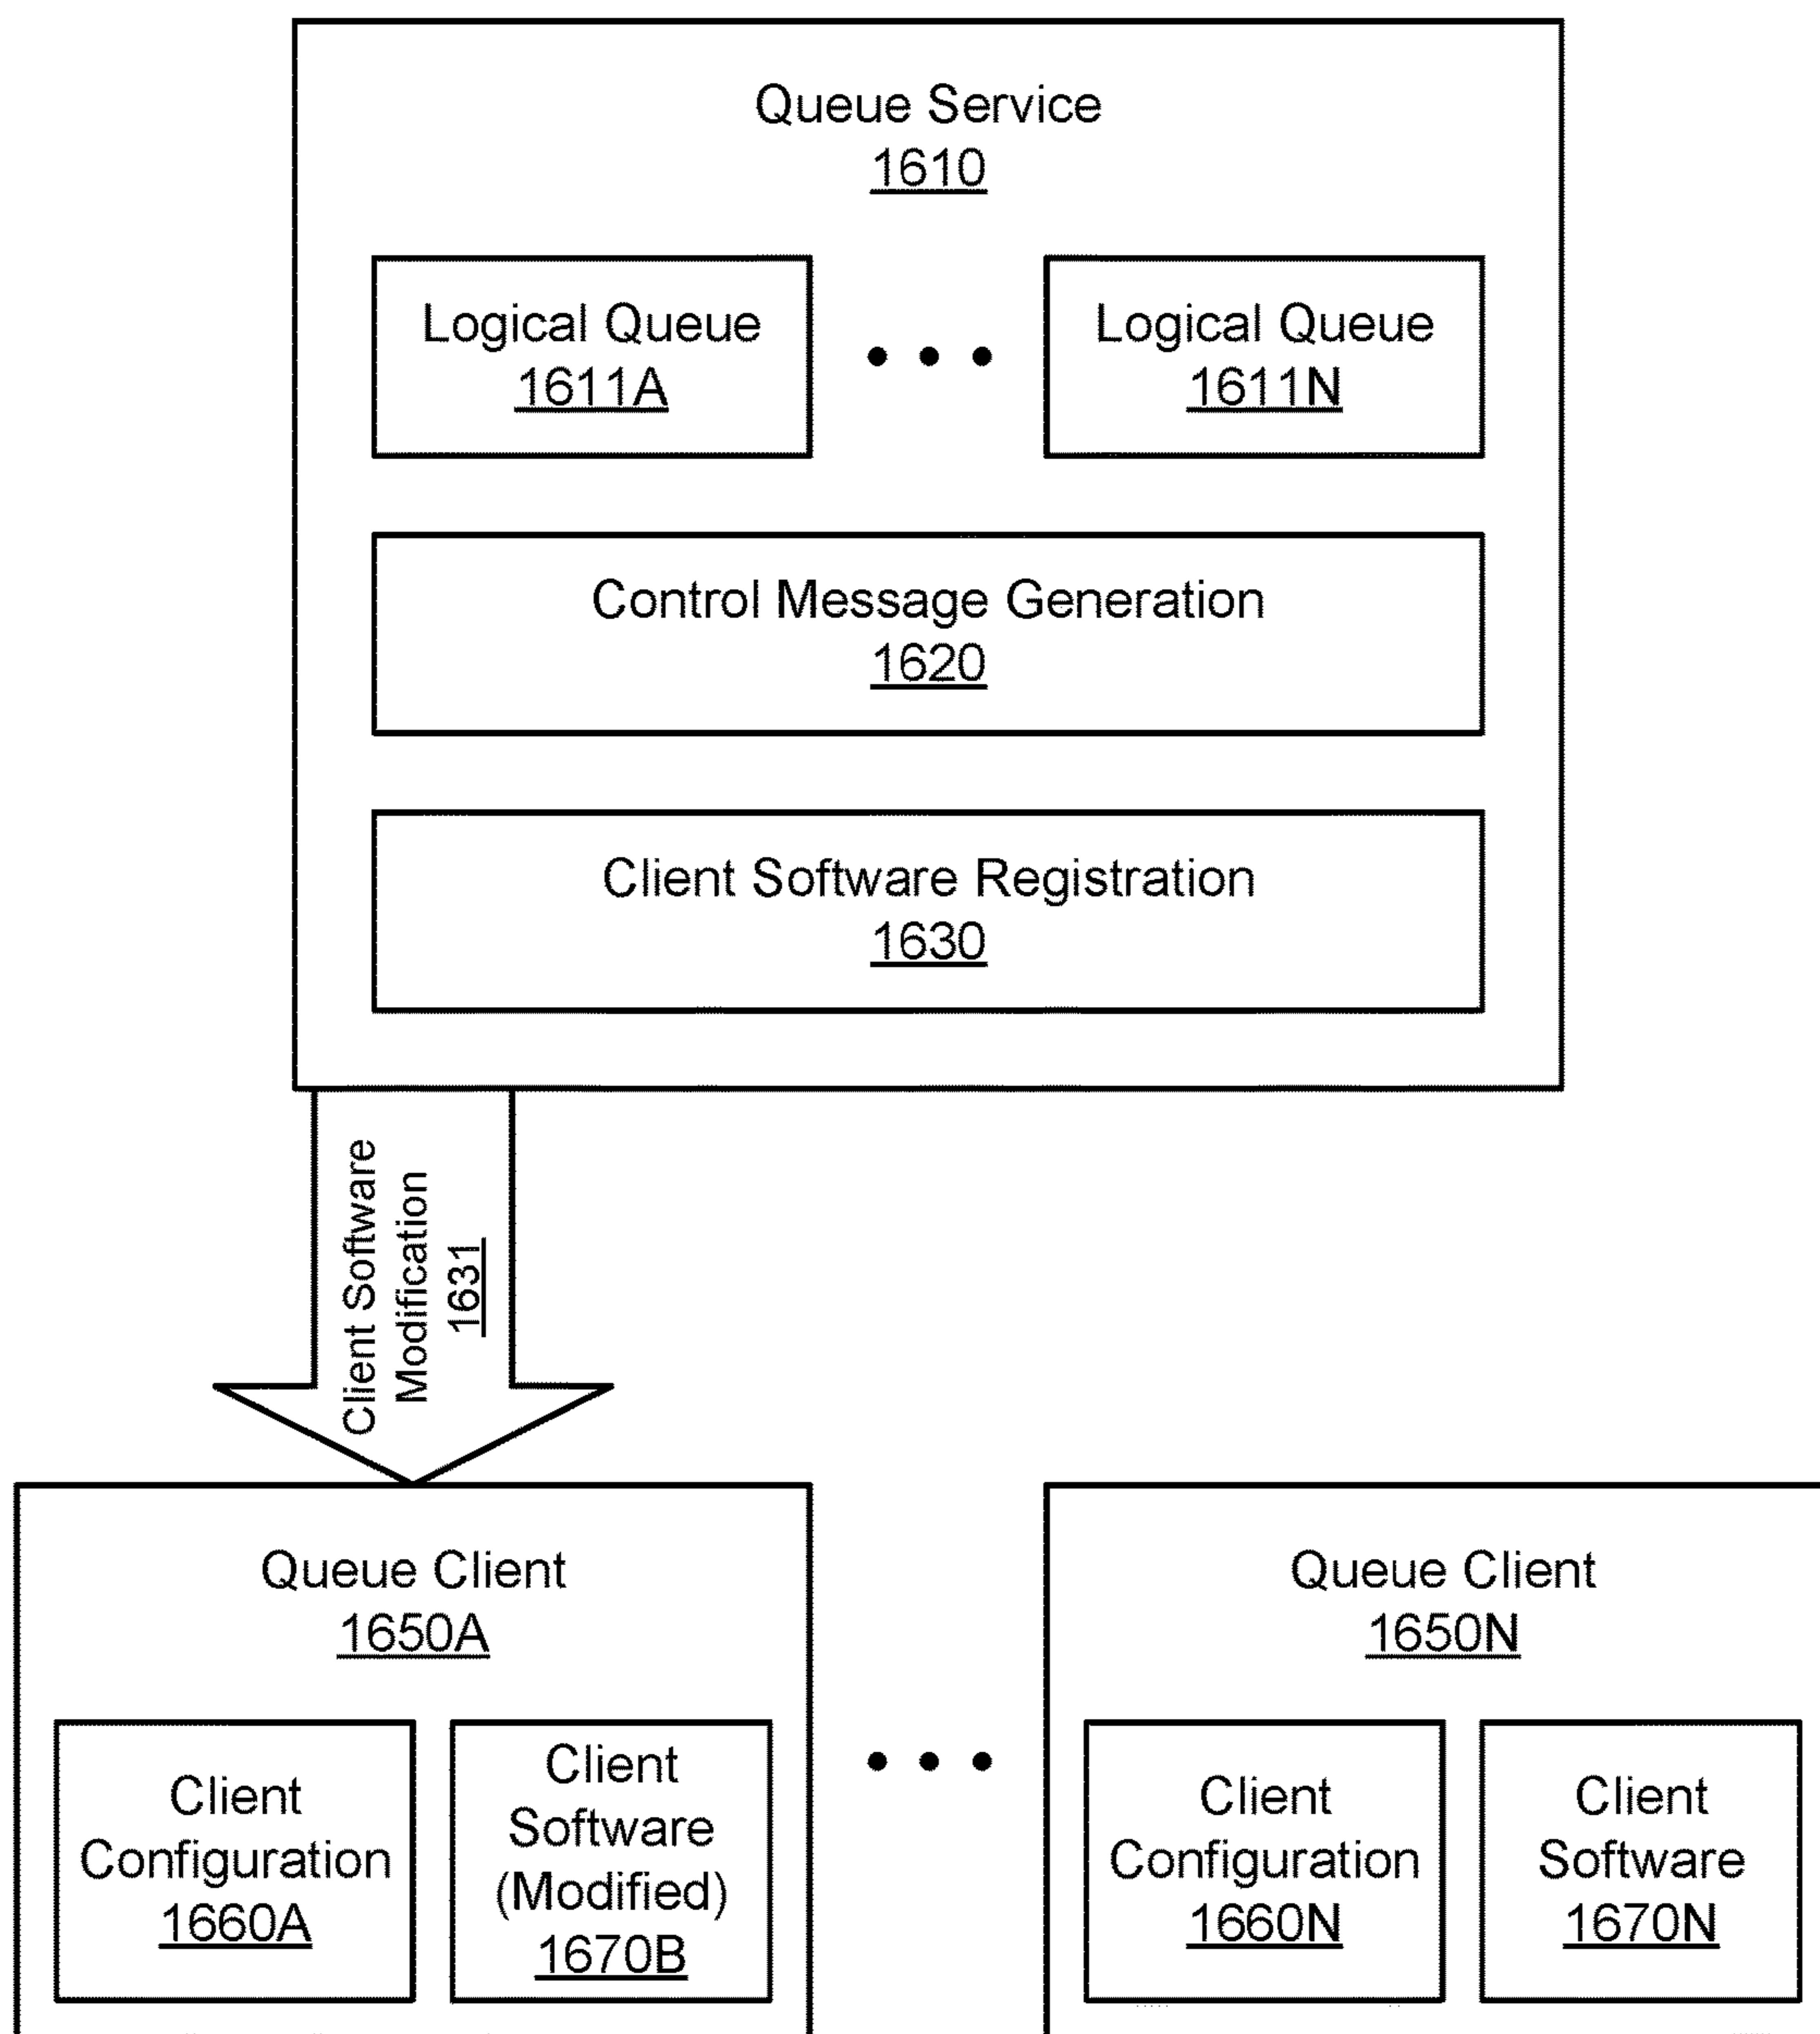 Queue Service
1610
Logical Queue
1611A
Logical Queue
1611N
Control Message Generation
1620
Client Software Registration
1630
Client Software
Modification
1631
Queue Client
1650A
Client
Configuration
1660A
Client
Software
(Modified)
1670B
Queue Client
1650N
Client
Configuration
1660N
Client
Software
1670N